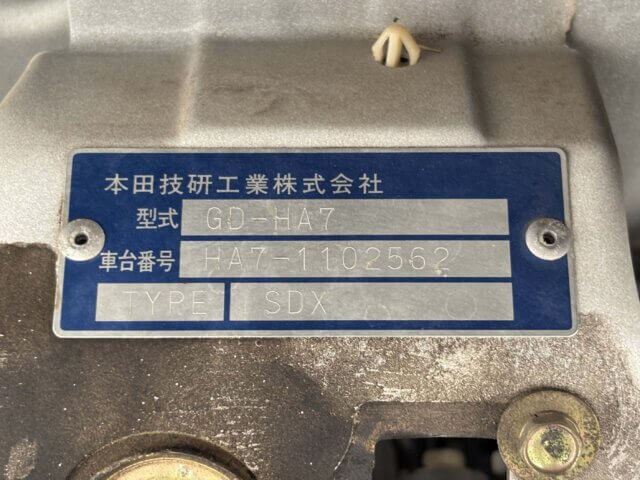 本田技研工業株式会社
型式 GD-HA7
車台番号 HA7-1102562
TYPE SDX